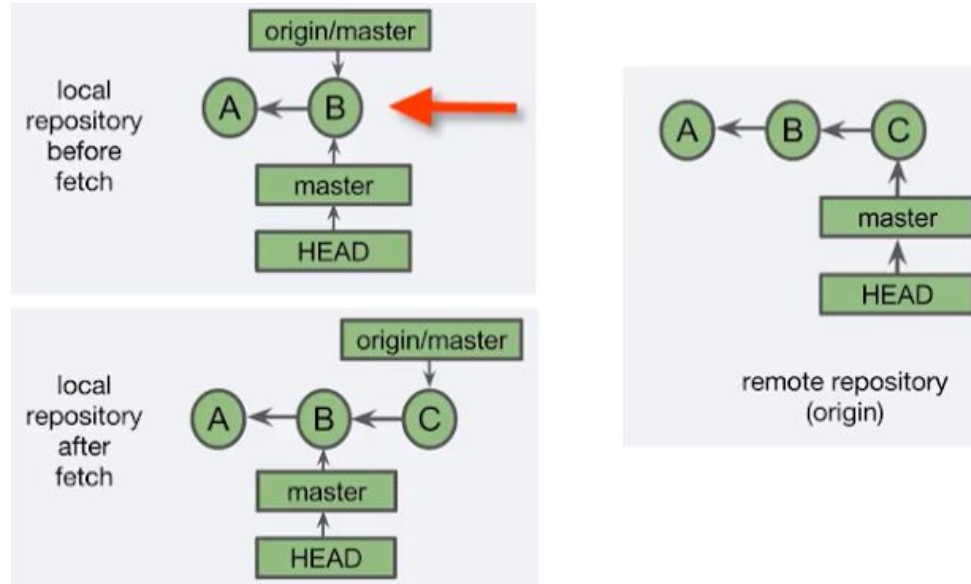 origin/master
local
repository
before
fetch
A
B
master
HEAD
origin/master
local
repository
after
fetch
A
B
C
master
HEAD
A
B
C
master
HEAD
remote repository
(origin)